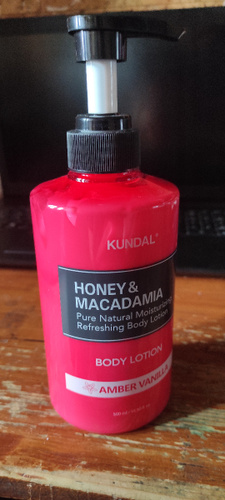 KUNDAL
HONEY &
MACADAMIA
Pure Natural Moisturizing
Refreshing Body Lotion
BODY LOTION
AMBER VANILLA